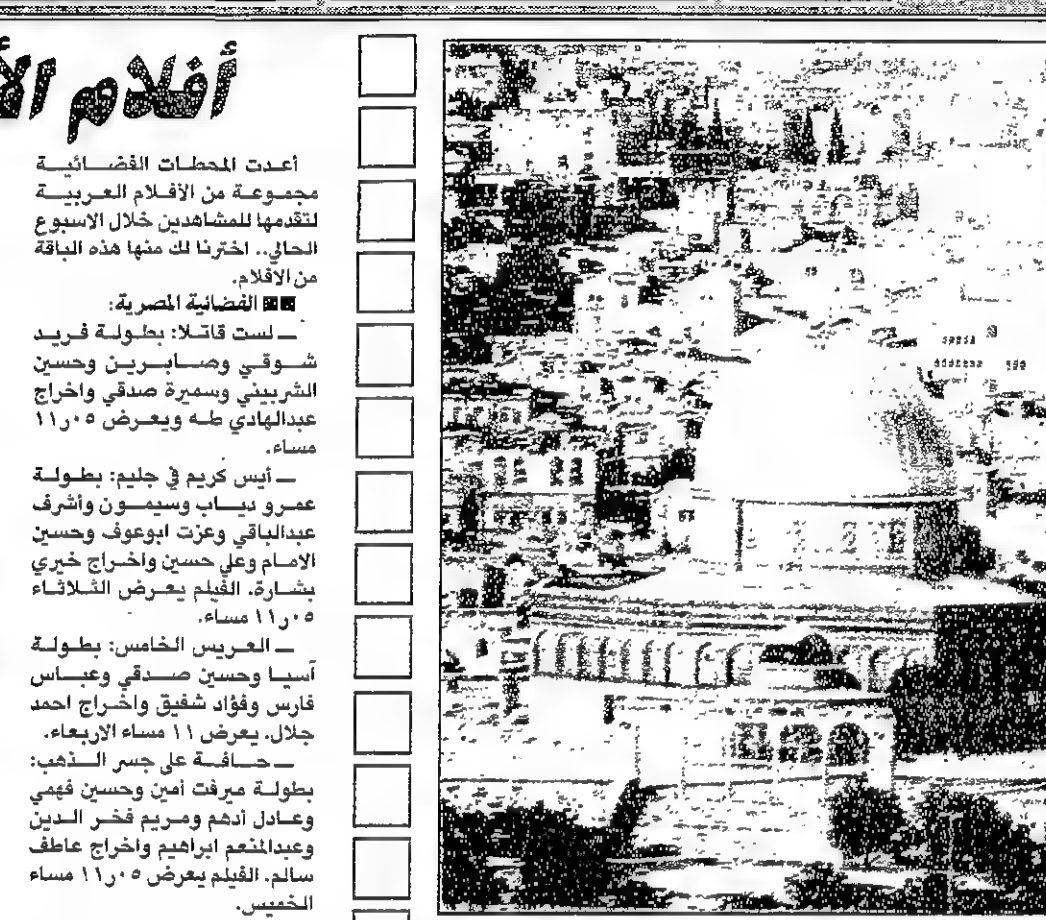 أفلام الأ
أعدت المحطات الفضائية
مجموعة من الأفلام العربية
لتقدمها للمشاهدين خلال الاسبوع
الحالي.. اخترنا لك منها هذه الباقة
من الافلام.
■■ الفضائية المصرية:
ــ لست قاتلا: بطولة فريد
شوقي وصابرين وحسين
الشربيني وسميرة صدقي واخراج
عبدالهادي طه ويعرض ٠٥ر١١
مساء.
ــ أيس كريم في جليم: بطولة
عمرو دياب وسيمون وأشرف
عبدالباقي وعزت ابوعوف وحسين
الامام وعلي حسين واخراج خيري
بشارة. الفيلم يعرض الثلاثاء
٠٥ر١١ مساء.
ــ العريس الخامس: بطولة
آسيا وحسين صدقي وعباس
فارس وفؤاد شفيق واخراج احمد
جلال. يعرض ١١ مساء الاربعاء.
ــ حافة على جسر الذهب:
بطولة ميرفت أمين وحسين فهمي
وعادل أدهم ومريم فخر الدين
وعبدالمنعم ابراهيم واخراج عاطف
سالم. الفيلم يعرض ٠٥ر١١ مساء
الخميس.